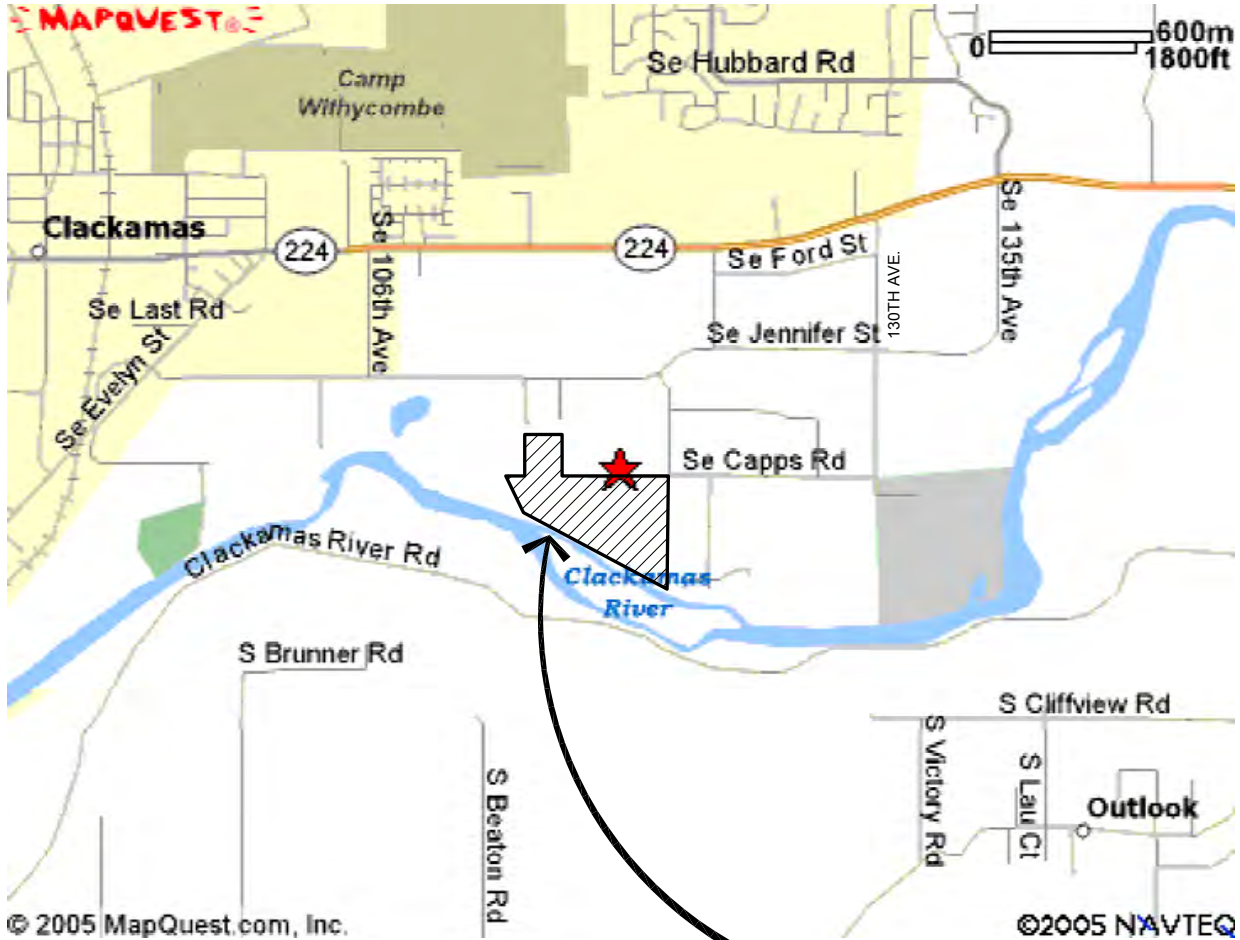 MAPQUEST®
600m
0
1800ft
Se Hubbard Rd
Camp
Withycombe
Clackamas
224
224
Se 106th Ave
Se Ford St
130TH AVE.
Se 135th Ave
Se Last Rd
Se Jennifer St
Se Evelyn St
Se Capps Rd
Clackamas River Rd
Clackamas
River
S Brunner Rd
S Cliffview Rd
S Victory Rd
S Lau Ct
S Beaton Rd
Outlook
© 2005 MapQuest.com, Inc.
©2005 NAVTEQ